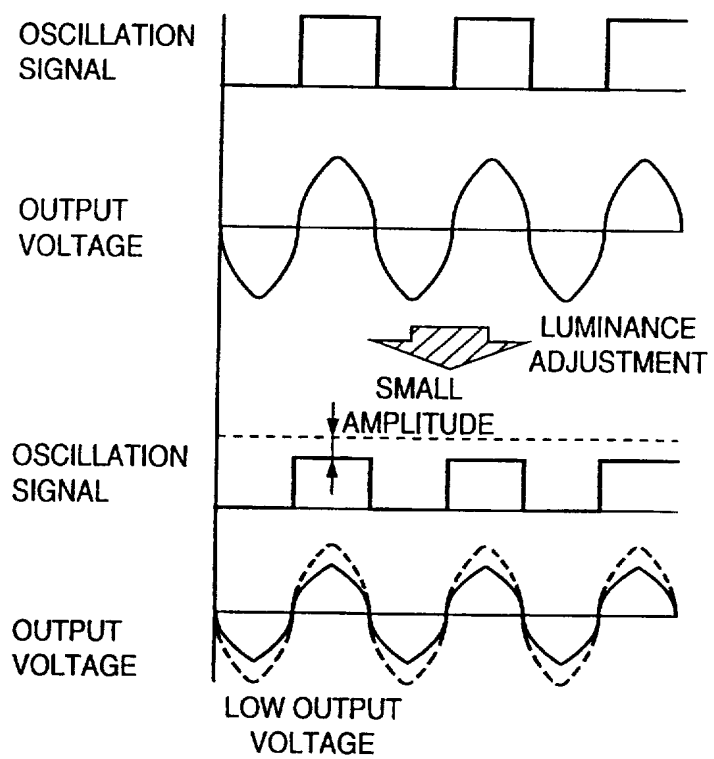 OSCILLATION
SIGNAL
OUTPUT
VOLTAGE
LUMINANCE
ADJUSTMENT
SMALL
AMPLITUDE
OSCILLATION
SIGNAL
OUTPUT
VOLTAGE
LOW OUTPUT
VOLTAGE